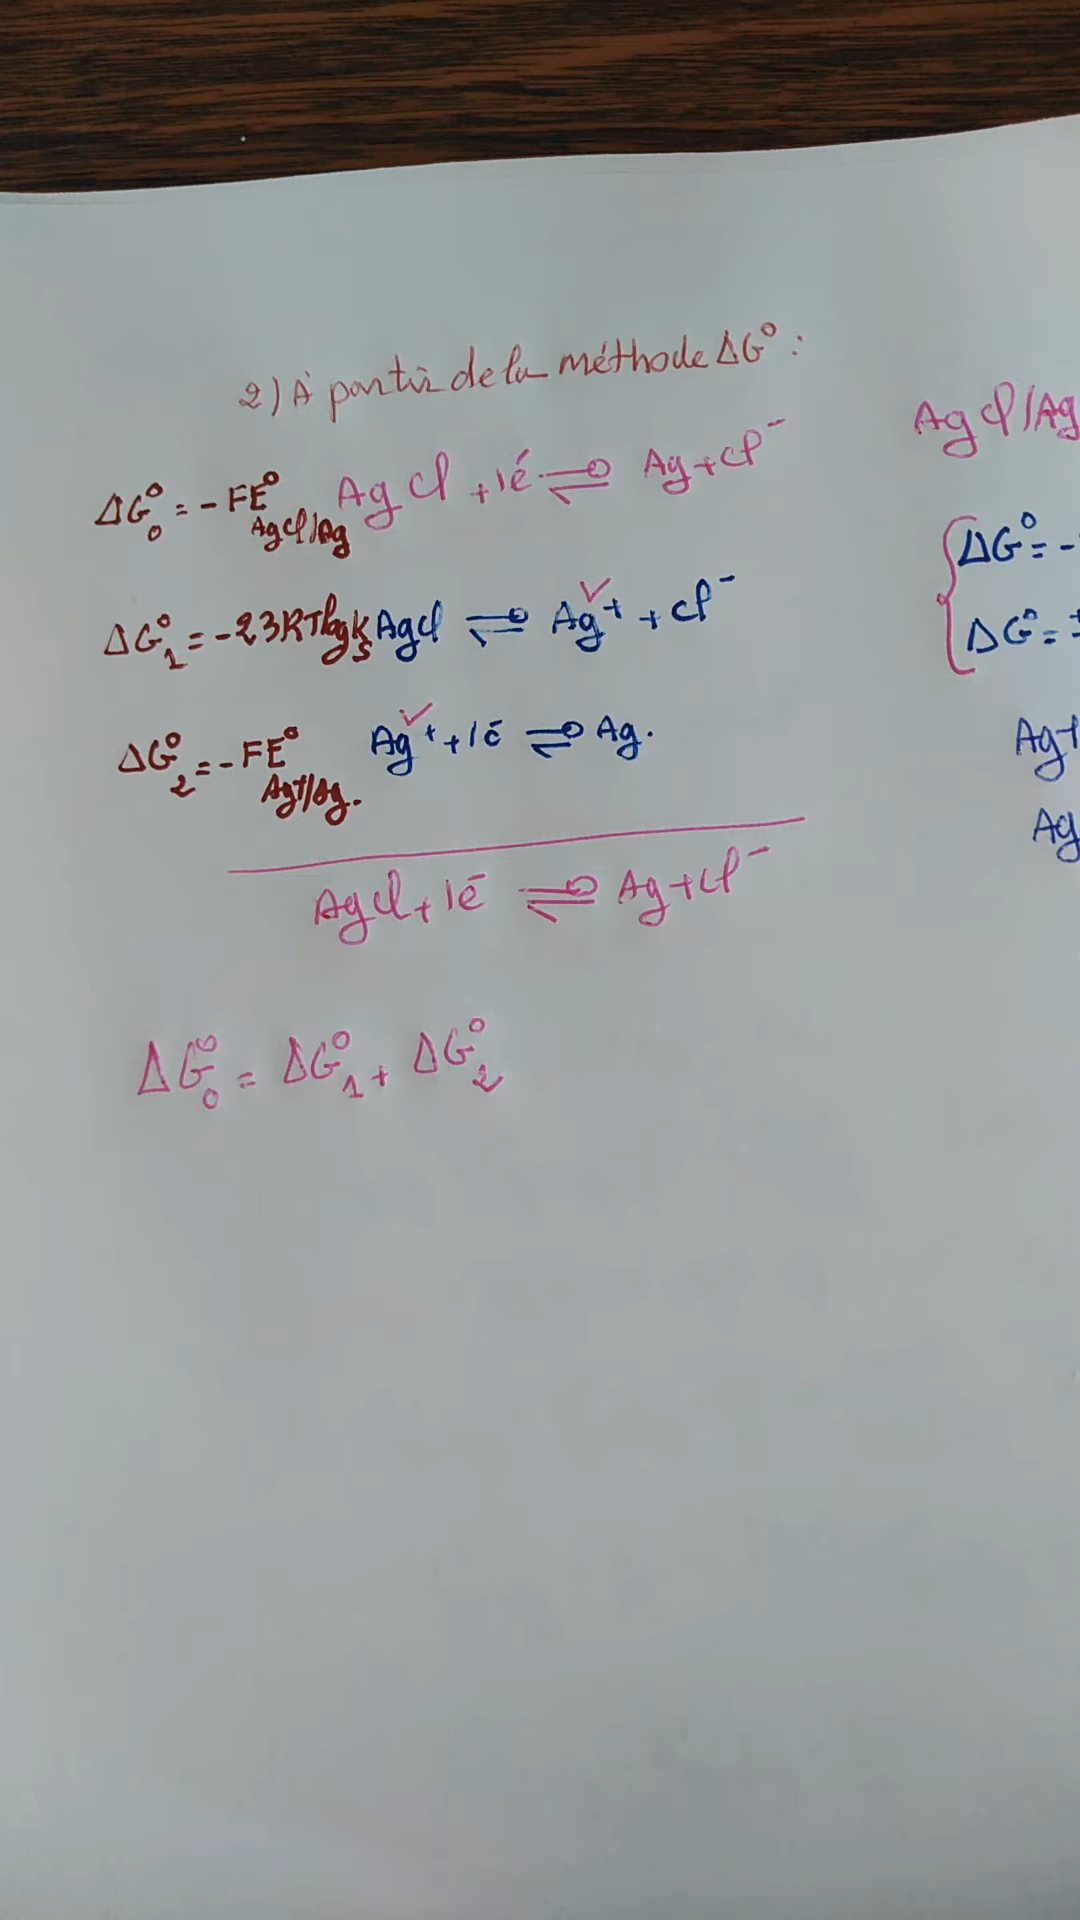 2) À partir de la méthode ΔG° :
ΔG°₀ = - FE° AgCl/Ag AgCl + 1é ⇌ Ag + Cl⁻
ΔG°₁ = -23RTlogKs AgCl ⇌ Ag⁺ + Cl⁻
ΔG°₂ = - FE° Ag⁺/Ag. Ag⁺ + 1é ⇌ Ag.
AgCl + 1é ⇌ Ag + Cl⁻
ΔG°₀ = ΔG°₁ + ΔG°₂
AgCl/Ag
ΔG° = -
ΔG° = ±
Ag+
Ag